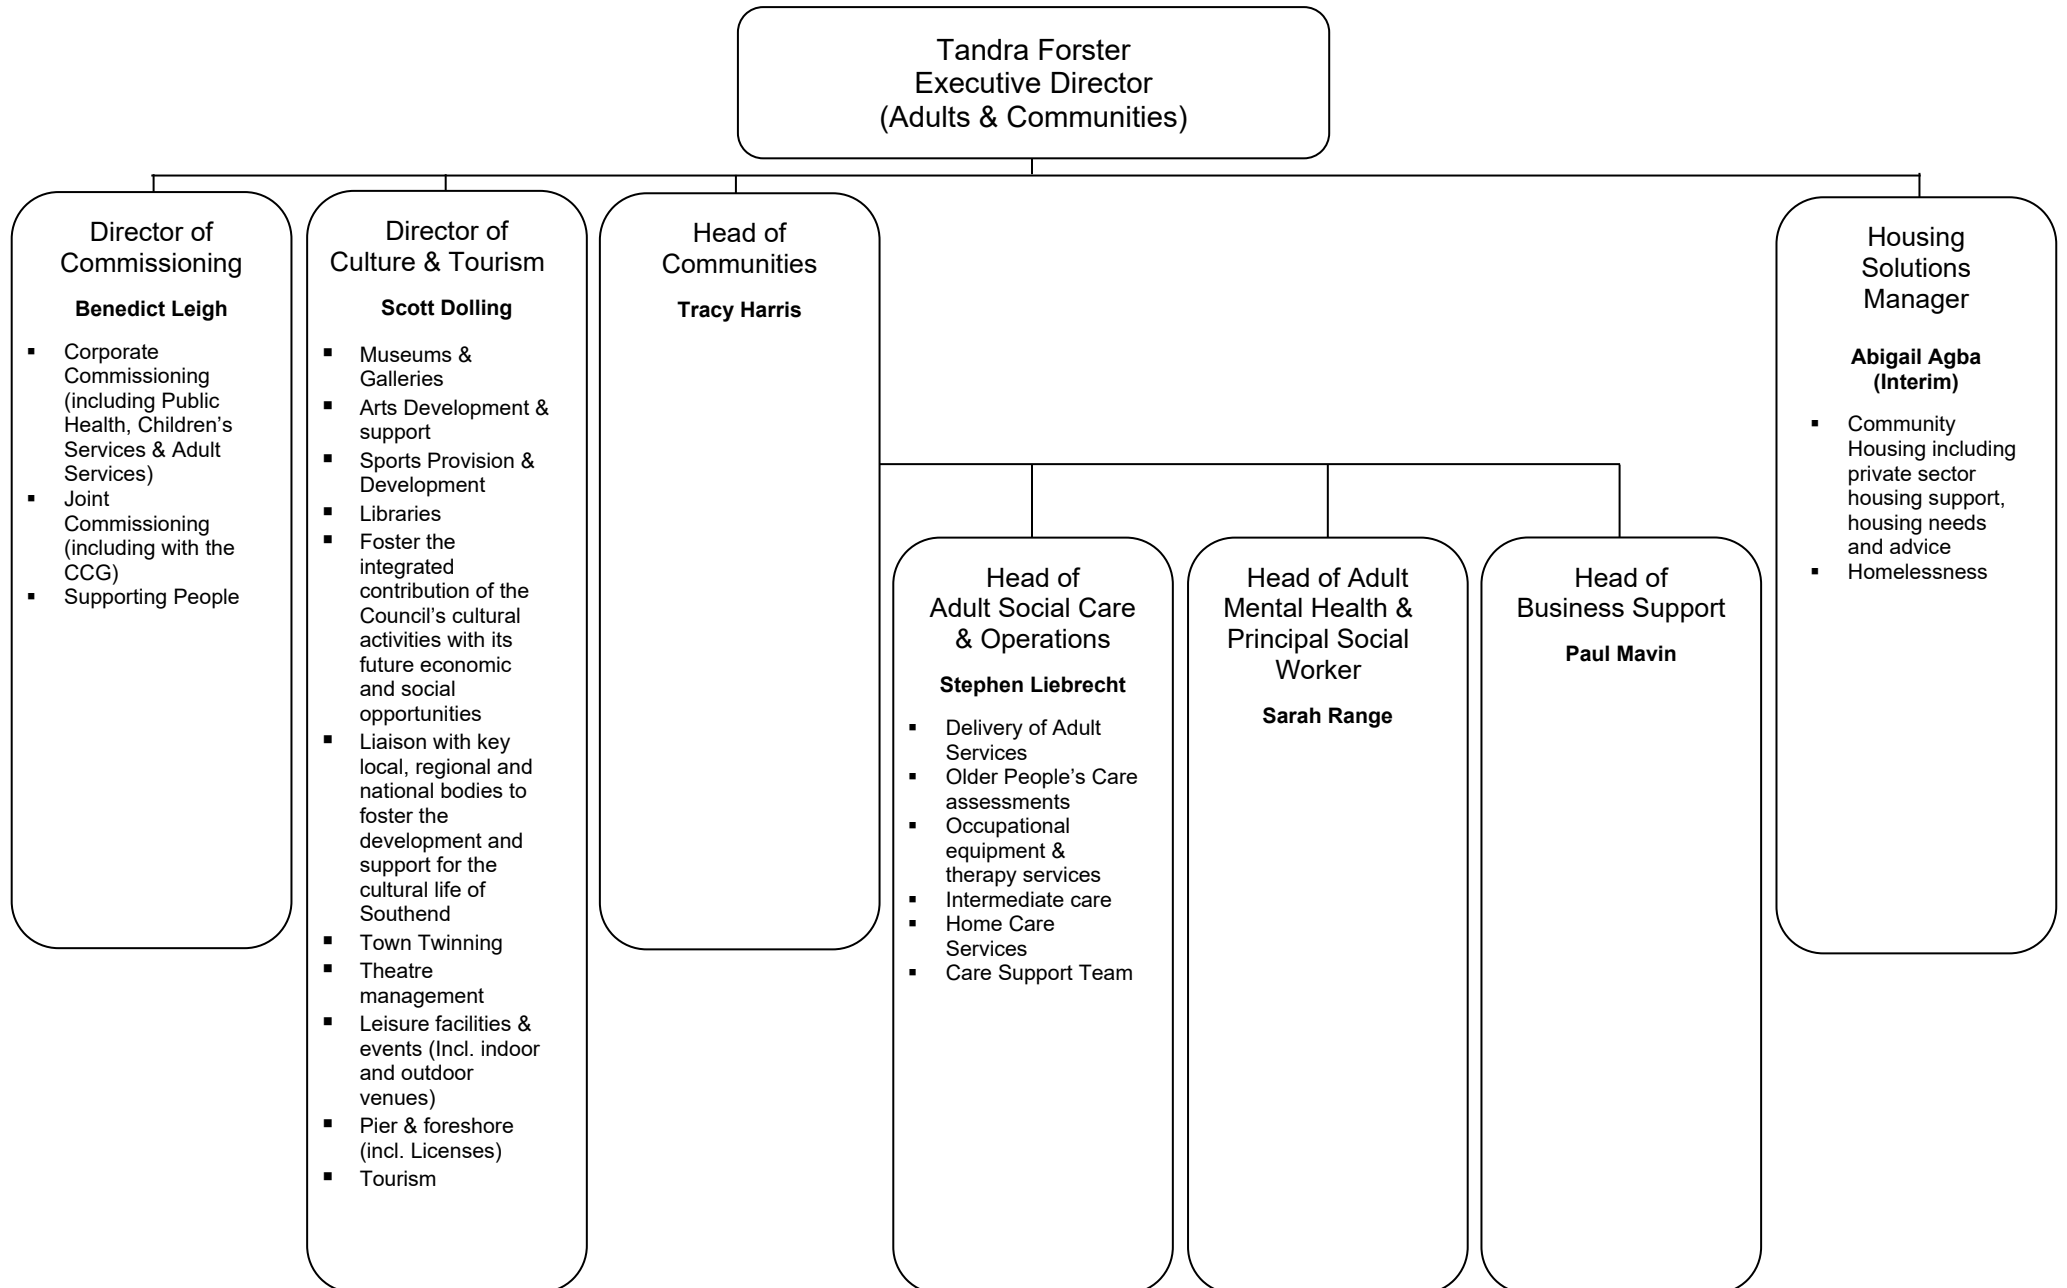 Tandra Forster
Executive Director
(Adults & Communities)
Director of
Commissioning
Benedict Leigh
▪ Corporate
Commissioning
(including Public
Health, Children’s
Services & Adult
Services)
▪ Joint
Commissioning
(including with the
CCG)
▪ Supporting People
Director of
Culture & Tourism
Scott Dolling
▪ Museums &
Galleries
▪ Arts Development &
support
▪ Sports Provision &
Development
▪ Libraries
▪ Foster the
integrated
contribution of the
Council’s cultural
activities with its
future economic
and social
opportunities
▪ Liaison with key
local, regional and
national bodies to
foster the
development and
support for the
cultural life of
Southend
▪ Town Twinning
▪ Theatre
management
▪ Leisure facilities &
events (Incl. indoor
and outdoor
venues)
▪ Pier & foreshore
(incl. Licenses)
▪ Tourism
Head of
Communities
Tracy Harris
Head of
Adult Social Care
& Operations
Stephen Liebrecht
▪ Delivery of Adult
Services
▪ Older People’s Care
assessments
▪ Occupational
equipment &
therapy services
▪ Intermediate care
▪ Home Care
Services
▪ Care Support Team
Head of Adult
Mental Health &
Principal Social
Worker
Sarah Range
Head of
Business Support
Paul Mavin
Housing
Solutions
Manager
Abigail Agba
(Interim)
▪ Community
Housing including
private sector
housing support,
housing needs
and advice
▪ Homelessness